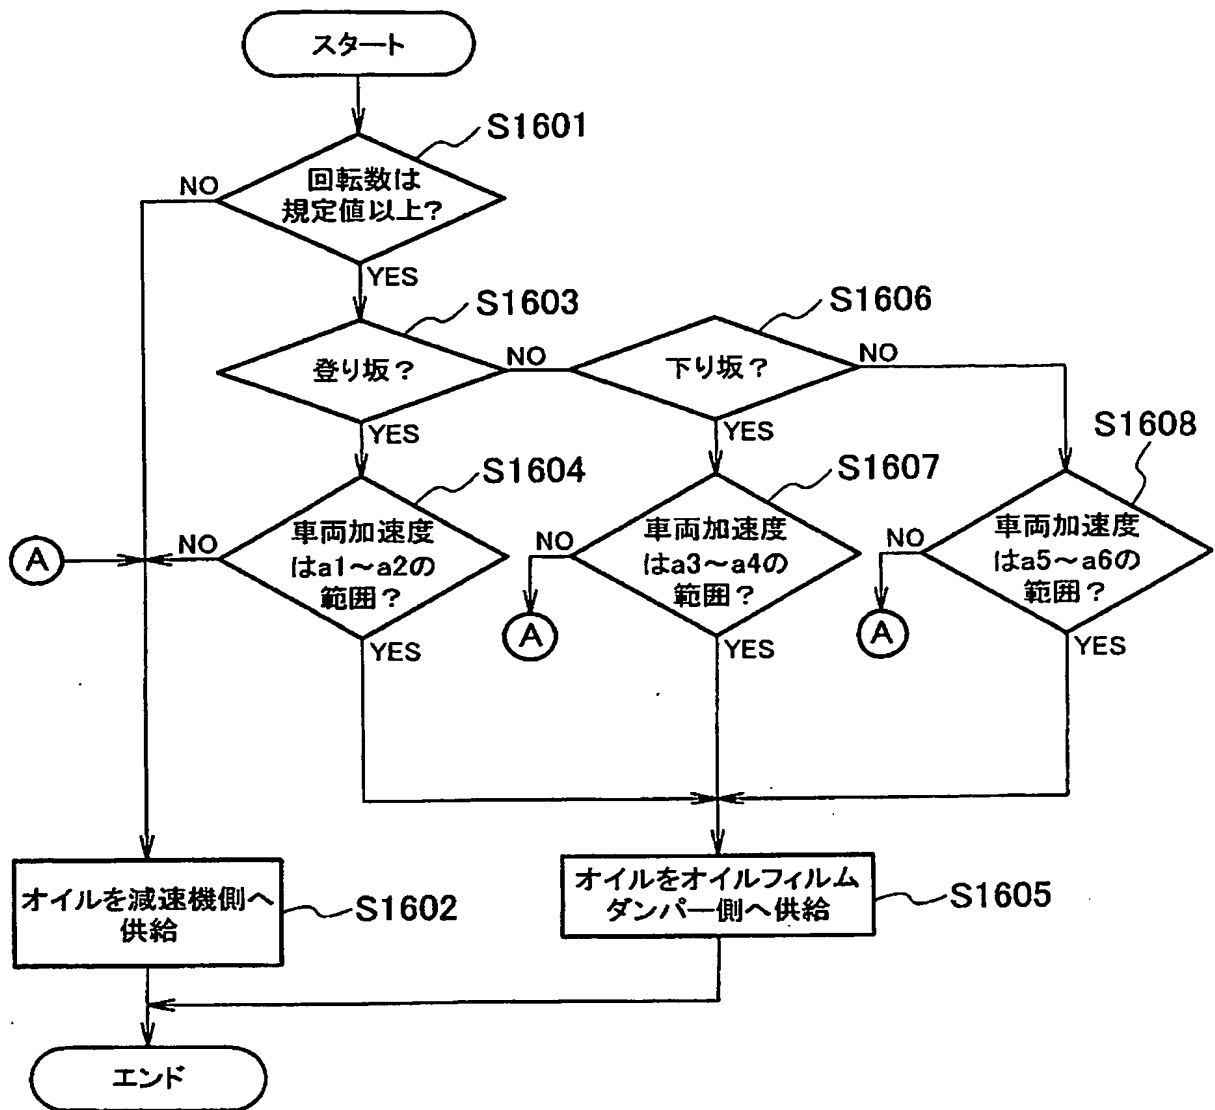 スタート
S1601
回転数は
規定値以上?
NO
YES
S1603
登り坂?
NO
YES
S1606
下り坂?
NO
YES
S1604
車両加速度
はa1~a2の
範囲?
NO
YES
A
S1607
車両加速度
はa3~a4の
範囲?
NO
YES
A
S1608
車両加速度
はa5~a6の
範囲?
NO
YES
A
オイルを減速機側へ
供給
S1602
オイルをオイルフィルム
ダンパー側へ供給
S1605
エンド